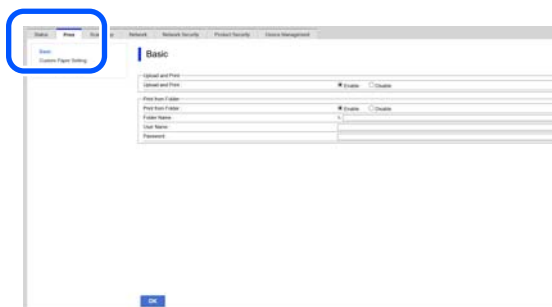 Status Print Network Network Security Product Security Device Management
Basic
Custom Paper Setting
Basic
Upload and Print
Upload and Print Enable Disable
Print from Folder
Print from Folder Enable Disable
Folder Name
User Name
Password
OK